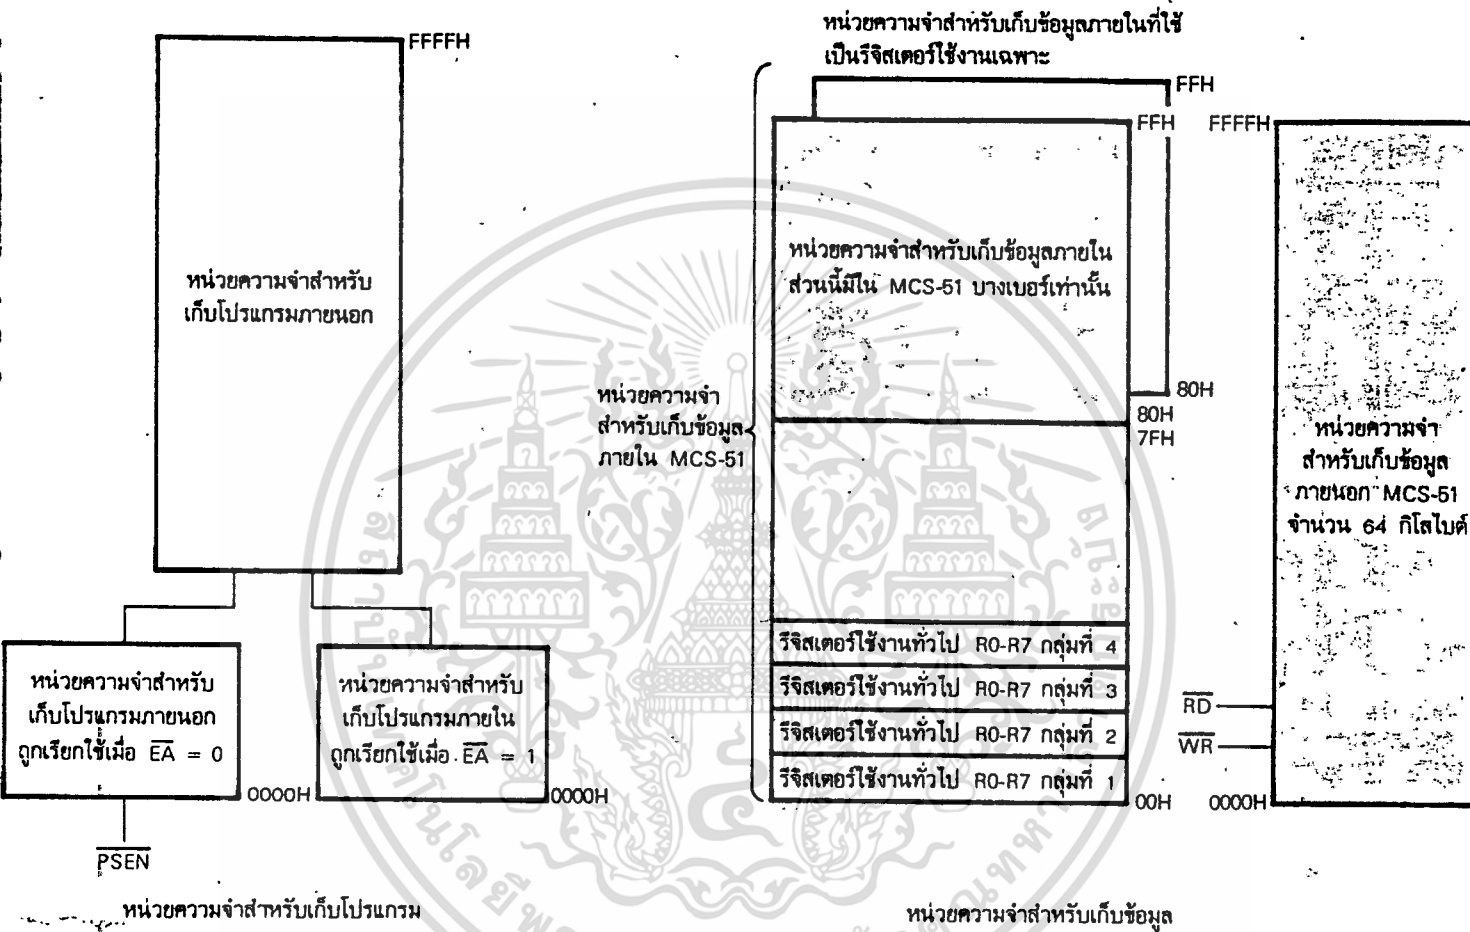 หน่วยความจำสำหรับเก็บข้อมูลภายในที่ใช้
เป็นรีจิสเตอร์ใช้งานเฉพาะ
FFFFH
FFH
FFH
FFFFH
หน่วยความจำสำหรับ
เก็บโปรแกรมภายนอก
หน่วยความจำสำหรับเก็บข้อมูลภายใน
ส่วนนี้มีใน MCS-51 บางเบอร์เท่านั้น
80H
80H
7FH
หน่วยความจำ
สำหรับเก็บข้อมูล
ภายใน MCS-51
หน่วยความจำ
สำหรับเก็บข้อมูล
ภายนอก MCS-51
จำนวน 64 กิโลไบต์
หน่วยความจำสำหรับ
เก็บโปรแกรมภายนอก
ถูกเรียกใช้เมื่อ E̅A̅ = 0
0000H
หน่วยความจำสำหรับ
เก็บโปรแกรมภายใน
ถูกเรียกใช้เมื่อ E̅A̅ = 1
0000H
รีจิสเตอร์ใช้งานทั่วไป R0-R7 กลุ่มที่ 4
รีจิสเตอร์ใช้งานทั่วไป R0-R7 กลุ่มที่ 3
รีจิสเตอร์ใช้งานทั่วไป R0-R7 กลุ่มที่ 2
รีจิสเตอร์ใช้งานทั่วไป R0-R7 กลุ่มที่ 1
00H
R̅D̅
W̅R̅
0000H
P̅S̅E̅N̅
หน่วยความจำสำหรับเก็บโปรแกรม
หน่วยความจำสำหรับเก็บข้อมูล